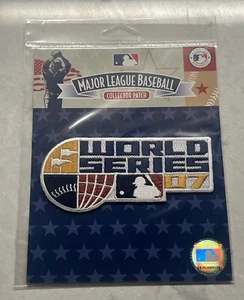 MAJOR LEAGUE BASEBALL
COLLECTOR PATCH
WORLD
SERIES
07